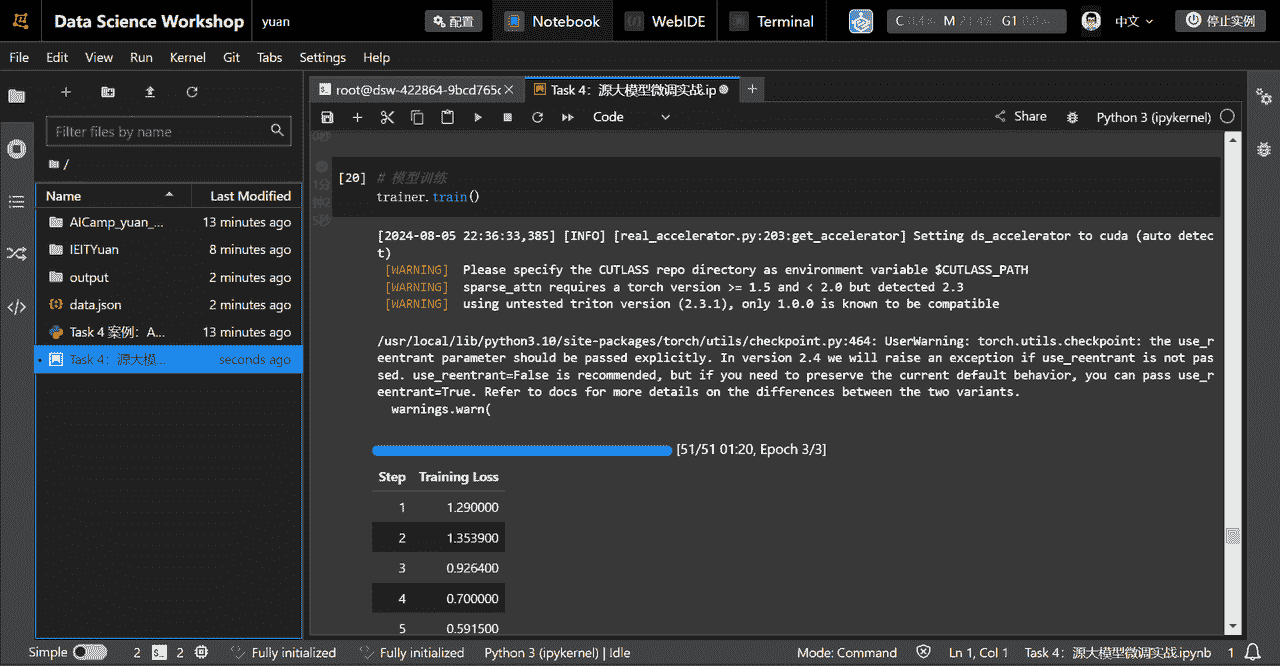 Data Science Workshop yuan 配置 Notebook WebIDE Terminal 中文 停止实例
File Edit View Run Kernel Git Tabs Settings Help
root@dsw-422864-9bcd765c Task 4：源大模型微调实战.ip
Filter files by name
Code
Share
Python 3 (ipykernel)
/
Name Last Modified
AICamp_yuan_... 13 minutes ago
IEITYuan 8 minutes ago
output 2 minutes ago
data.json 2 minutes ago
Task 4 案例：A... 13 minutes ago
Task 4：源大模... seconds ago
[20] # 模型训练
trainer.train()
[2024-08-05 22:36:33,385] [INFO] [real_accelerator.py:203:get_accelerator] Setting ds_accelerator to cuda (auto detec
t)
[WARNING] Please specify the CUTLASS repo directory as environment variable $CUTLASS_PATH
[WARNING] sparse_attn requires a torch version >= 1.5 and < 2.0 but detected 2.3
[WARNING] using untested triton version (2.3.1), only 1.0.0 is known to be compatible
/usr/local/lib/python3.10/site-packages/torch/utils/checkpoint.py:464: UserWarning: torch.utils.checkpoint: the use_r
eentrant parameter should be passed explicitly. In version 2.4 we will raise an exception if use_reentrant is not pas
sed. use_reentrant=False is recommended, but if you need to preserve the current default behavior, you can pass use_r
eentrant=True. Refer to docs for more details on the differences between the two variants.
warnings.warn(
[51/51 01:20, Epoch 3/3]
Step Training Loss
1 1.290000
2 1.353900
3 0.926400
4 0.700000
5 0.591500
Simple 2 2 Fully initialized Fully initialized Python 3 (ipykernel) | Idle Mode: Command Ln 1, Col 1 Task 4：源大模型微调实战.ipynb 1